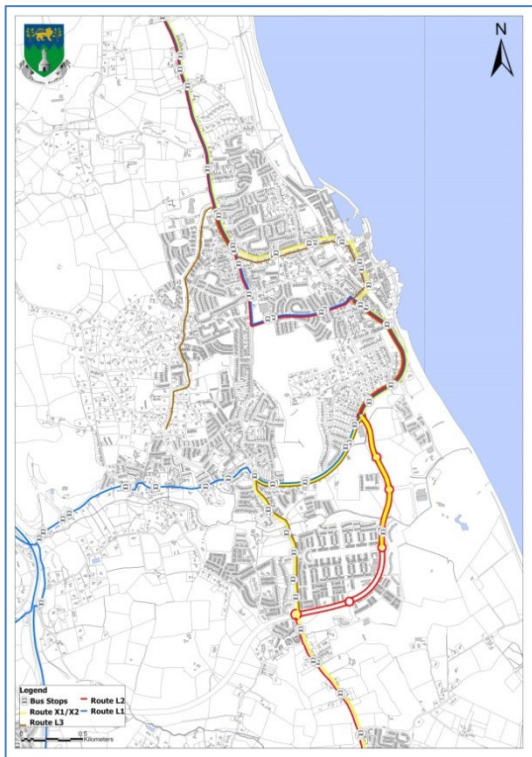 N
Legend
Bus Stops
Route L2
Route X1/X2
Route L1
Route L3
0
0.5
Kilometers